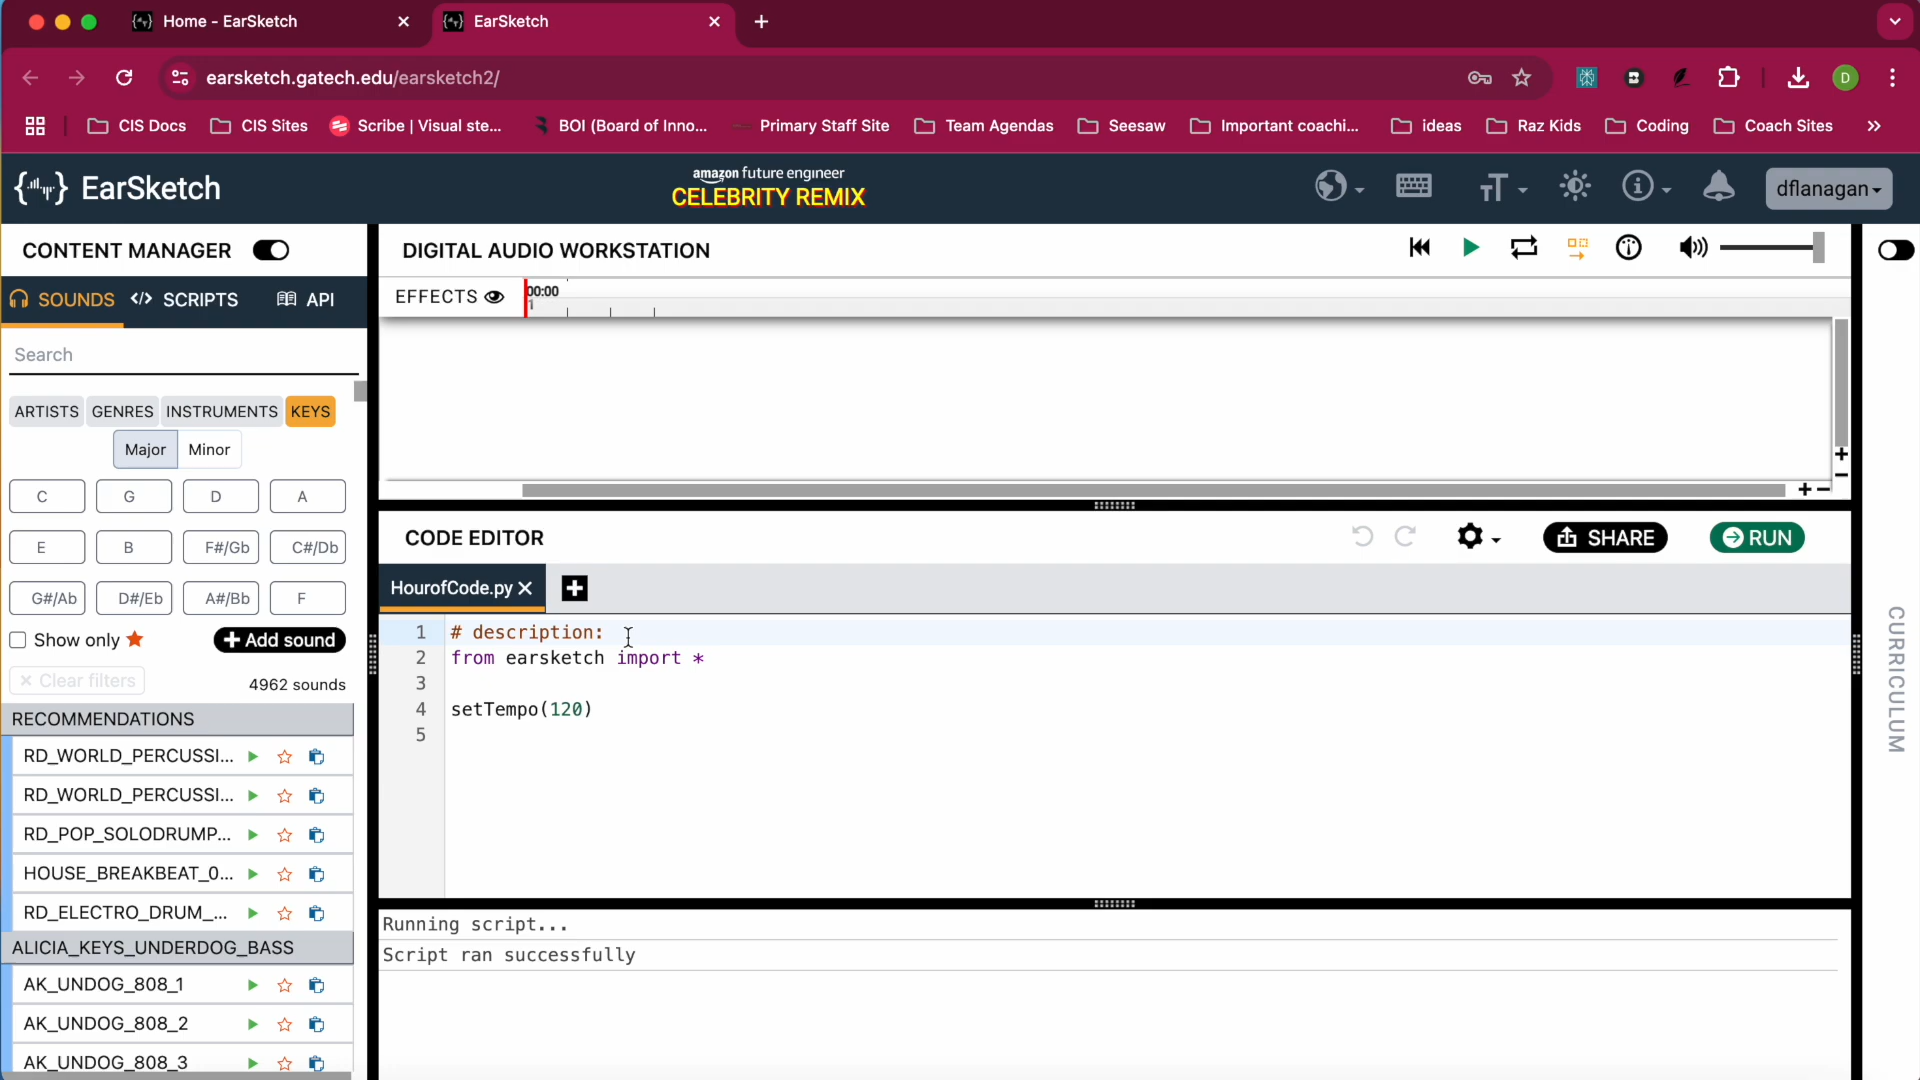 Home - EarSketch
EarSketch
earsketch.gatech.edu/earsketch2/
D
CIS Docs
CIS Sites
Scribe | Visual ste...
BOI (Board of Inno...
Primary Staff Site
Team Agendas
Seesaw
Important coachi...
ideas
Raz Kids
Coding
Coach Sites
»
EarSketch
amazon future engineer
CELEBRITY REMIX
dflanagan
CONTENT MANAGER
SOUNDS
SCRIPTS
API
Search
ARTISTS GENRES INSTRUMENTS KEYS
Major Minor
C G D A
E B F#/Gb C#/Db
G#/Ab D#/Eb A#/Bb F
Show only
+ Add sound
× Clear filters
4962 sounds
RECOMMENDATIONS
RD_WORLD_PERCUSSI...
RD_WORLD_PERCUSSI...
RD_POP_SOLODRUMP...
HOUSE_BREAKBEAT_0...
RD_ELECTRO_DRUM_...
ALICIA_KEYS_UNDERDOG_BASS
AK_UNDOG_808_1
AK_UNDOG_808_2
AK_UNDOG_808_3
DIGITAL AUDIO WORKSTATION
EFFECTS
00:00
1
CODE EDITOR
SHARE
RUN
HourofCode.py
1 # description:
2 from earsketch import *
3
4 setTempo(120)
5
Running script...
Script ran successfully
CURRICULUM